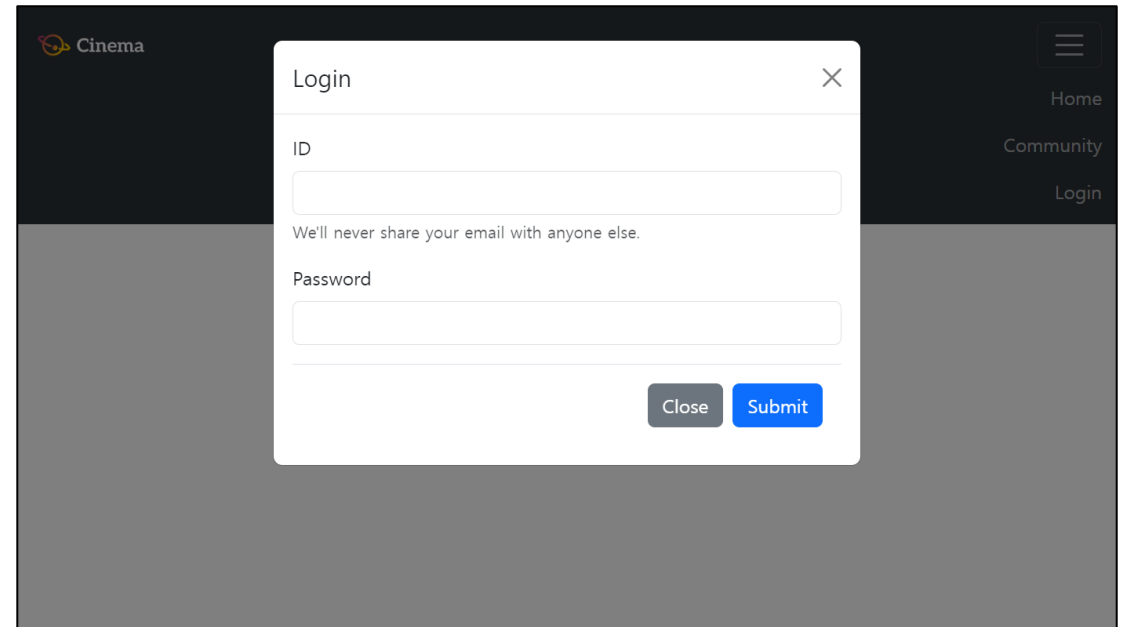 Cinema
Home
Community
Login
Login
ID
We'll never share your email with anyone else.
Password
Close Submit